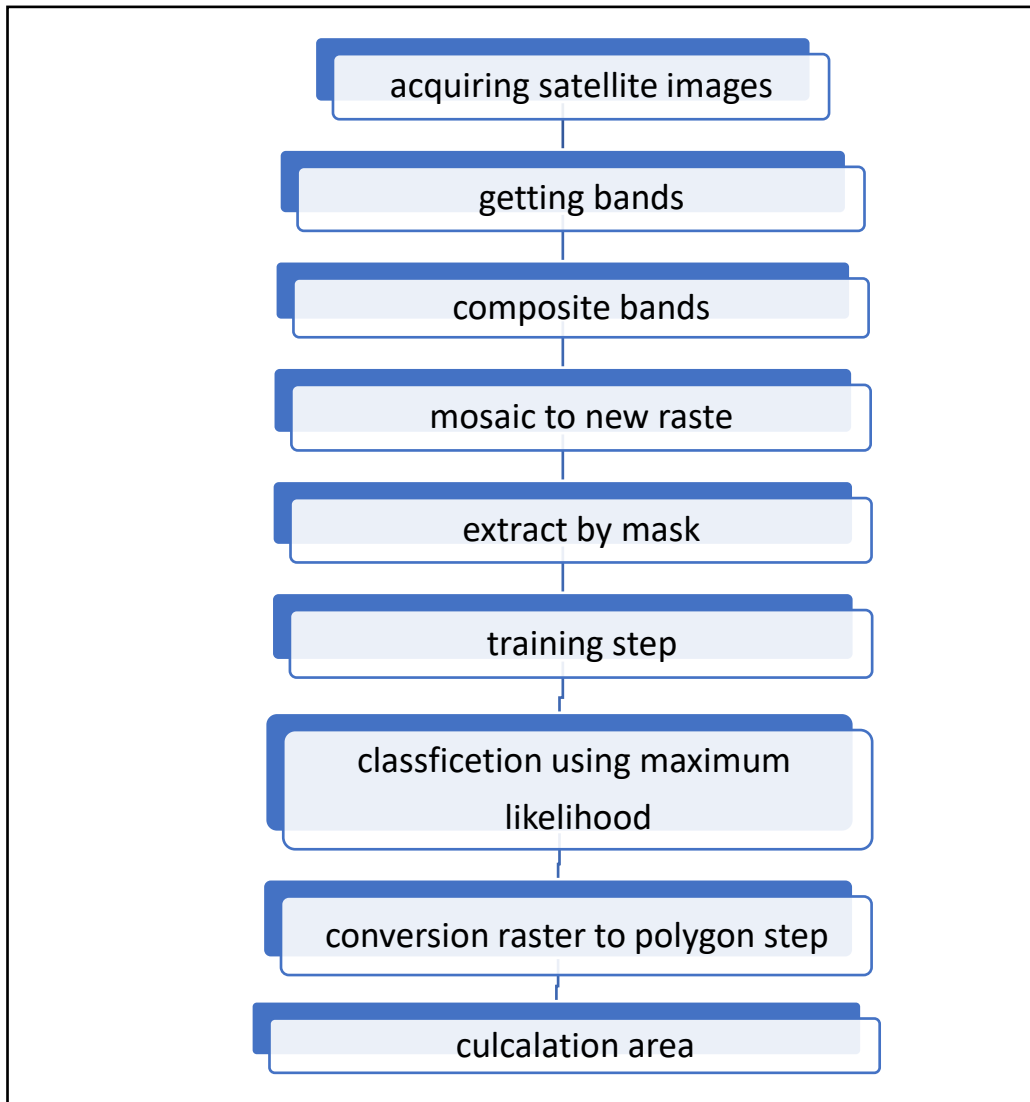 acquiring satellite images
getting bands
composite bands
mosaic to new raste
extract by mask
training step
classficetion using maximum
likelihood
conversion raster to polygon step
culcalation area